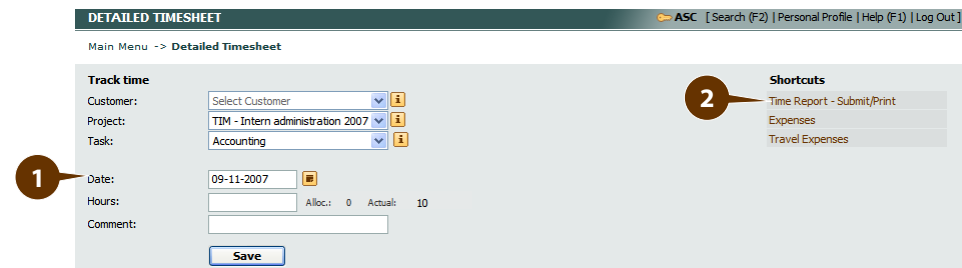 DETAILED TIMESHEET
ASC [ Search (F2) | Personal Profile | Help (F1) | Log Out ]
Main Menu -> Detailed Timesheet
Track time
Shortcuts
Customer:
Select Customer
2
Time Report - Submit/Print
Project:
TIM - Intern administration 2007
Expenses
Task:
Accounting
Travel Expenses
1
Date:
09-11-2007
Hours:
Alloc.: 0 Actual: 10
Comment:
Save